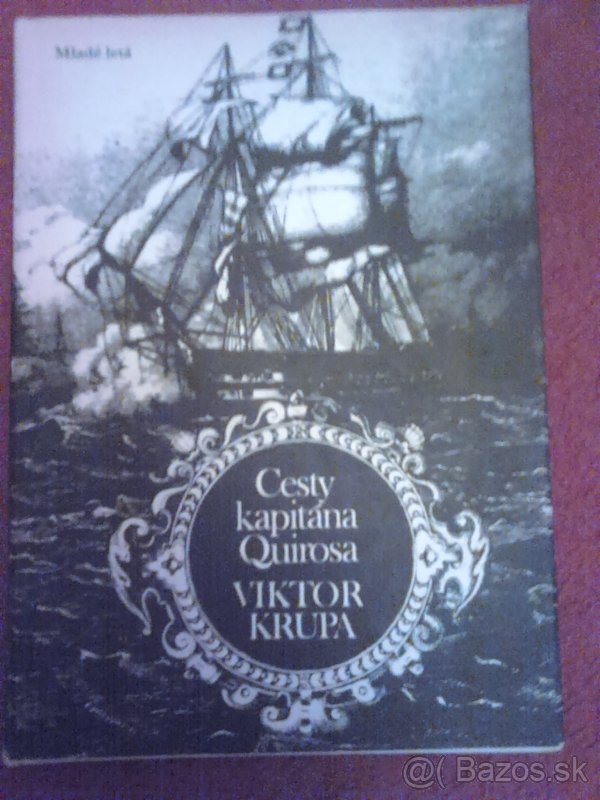 Mladé letá
Cesty
kapitána
Quirosa
VIKTOR
KRUPA
@( Bazos.sk